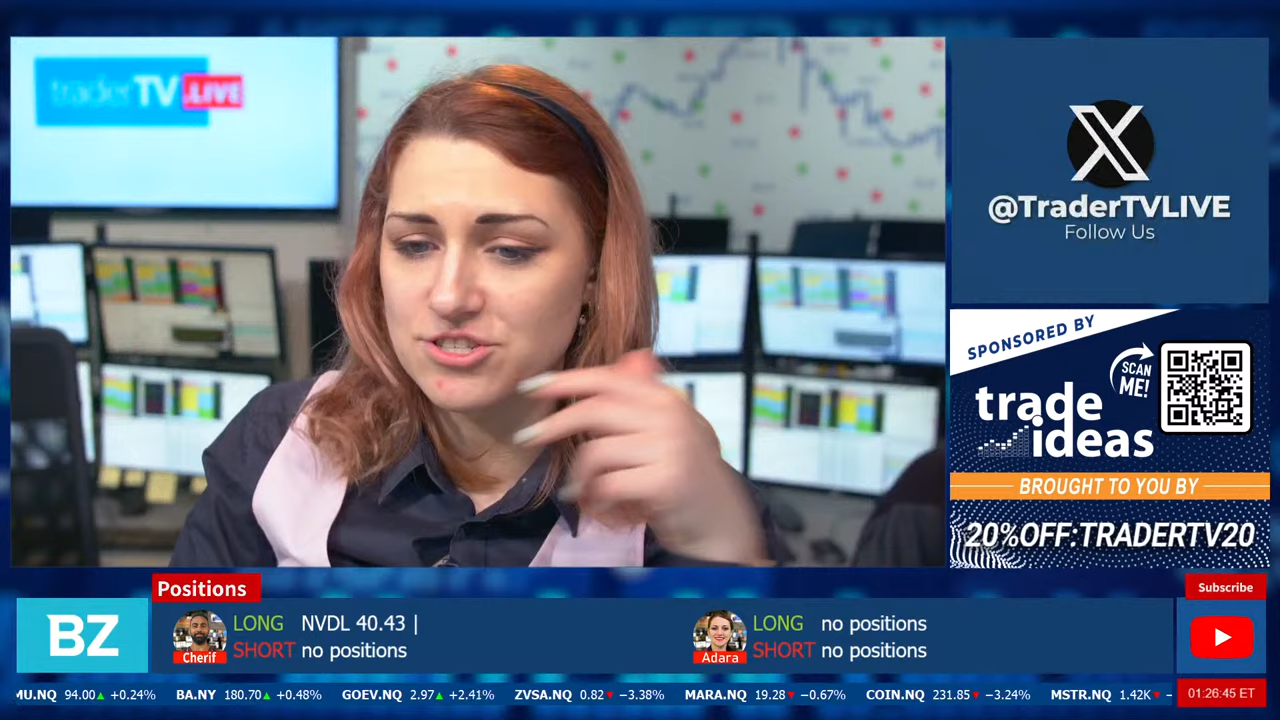 traderTV.LIVE
@TraderTVLIVE
Follow Us
SPONSORED BY
SCAN ME!
trade ideas
BROUGHT TO YOU BY
20%OFF:TRADERTV20
Positions
Subscribe
BZ
LONG NVDL 40.43 |
SHORT no positions
Cherif
LONG no positions
SHORT no positions
Adara
MU.NQ 94.00▲ +0.24% BA.NY 180.70▲ +0.48% GOEV.NQ 2.97▲ +2.41% ZVSA.NQ 0.82▼ −3.38% MARA.NQ 19.28▼ −0.67% COIN.NQ 231.85▼ −3.24% MSTR.NQ 1.42K▼ −
01:26:45 ET